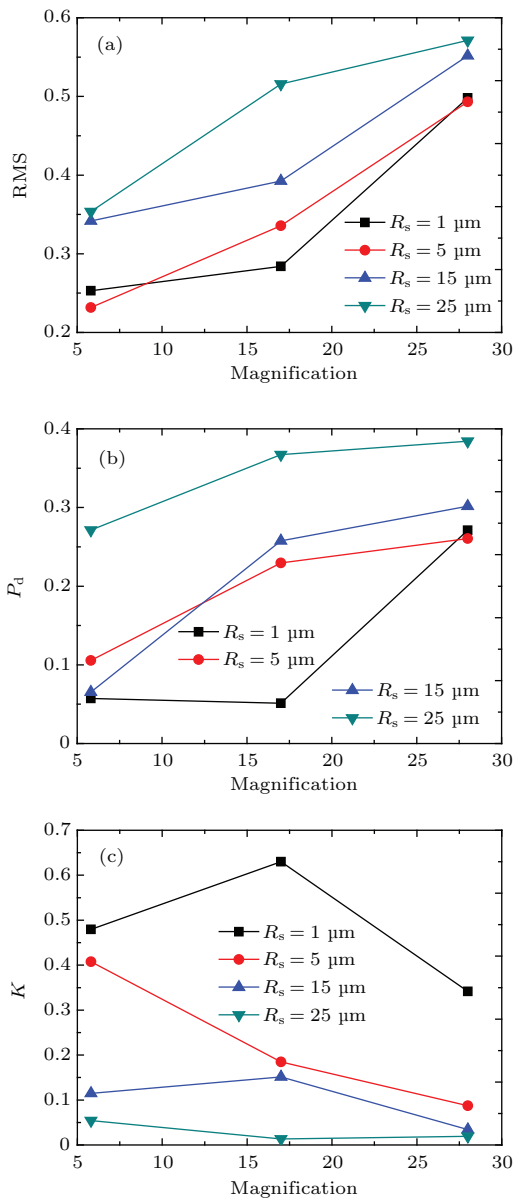 (a)
0.6
0.5
0.4
0.3
0.2
RMS
R_s = 1 µm
R_s = 5 µm
R_s = 15 µm
R_s = 25 µm
5 10 15 20 25 30
Magnification
(b)
0.4
0.3
0.2
0.1
0
P_d
R_s = 1 µm
R_s = 5 µm
R_s = 15 µm
R_s = 25 µm
5 10 15 20 25 30
Magnification
(c)
0.7
0.6
0.5
0.4
0.3
0.2
0.1
0
K
R_s = 1 µm
R_s = 5 µm
R_s = 15 µm
R_s = 25 µm
5 10 15 20 25 30
Magnification